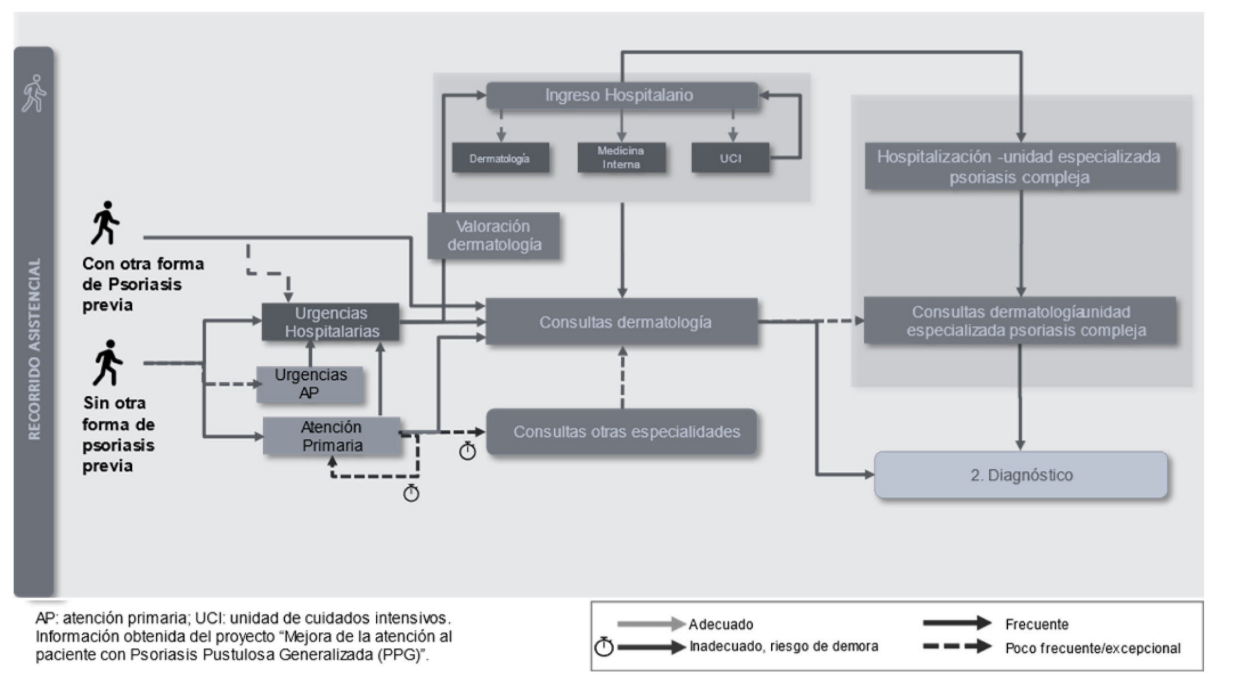 RECORRIDO ASISTENCIAL
Ingreso Hospitalario
Dermatología
Medicina
Interna
UCI
Hospitalización -unidad especializada
psoriasis compleja
Valoración
dermatología
Con otra forma
de Psoriasis
previa
Urgencias
Hospitalarias
Consultas dermatología
Consultas dermatologíaunidad
especializada psoriasis compleja
Sin otra
forma de
psoriasis
previa
Urgencias
AP
Atención
Primaria
Consultas otras especialidades
2. Diagnóstico
AP: atención primaria; UCI: unidad de cuidados intensivos.
Información obtenida del proyecto “Mejora de la atención al
paciente con Psoriasis Pustulosa Generalizada (PPG)”.
Adecuado
Frecuente
Inadecuado, riesgo de demora
Poco frecuente/excepcional